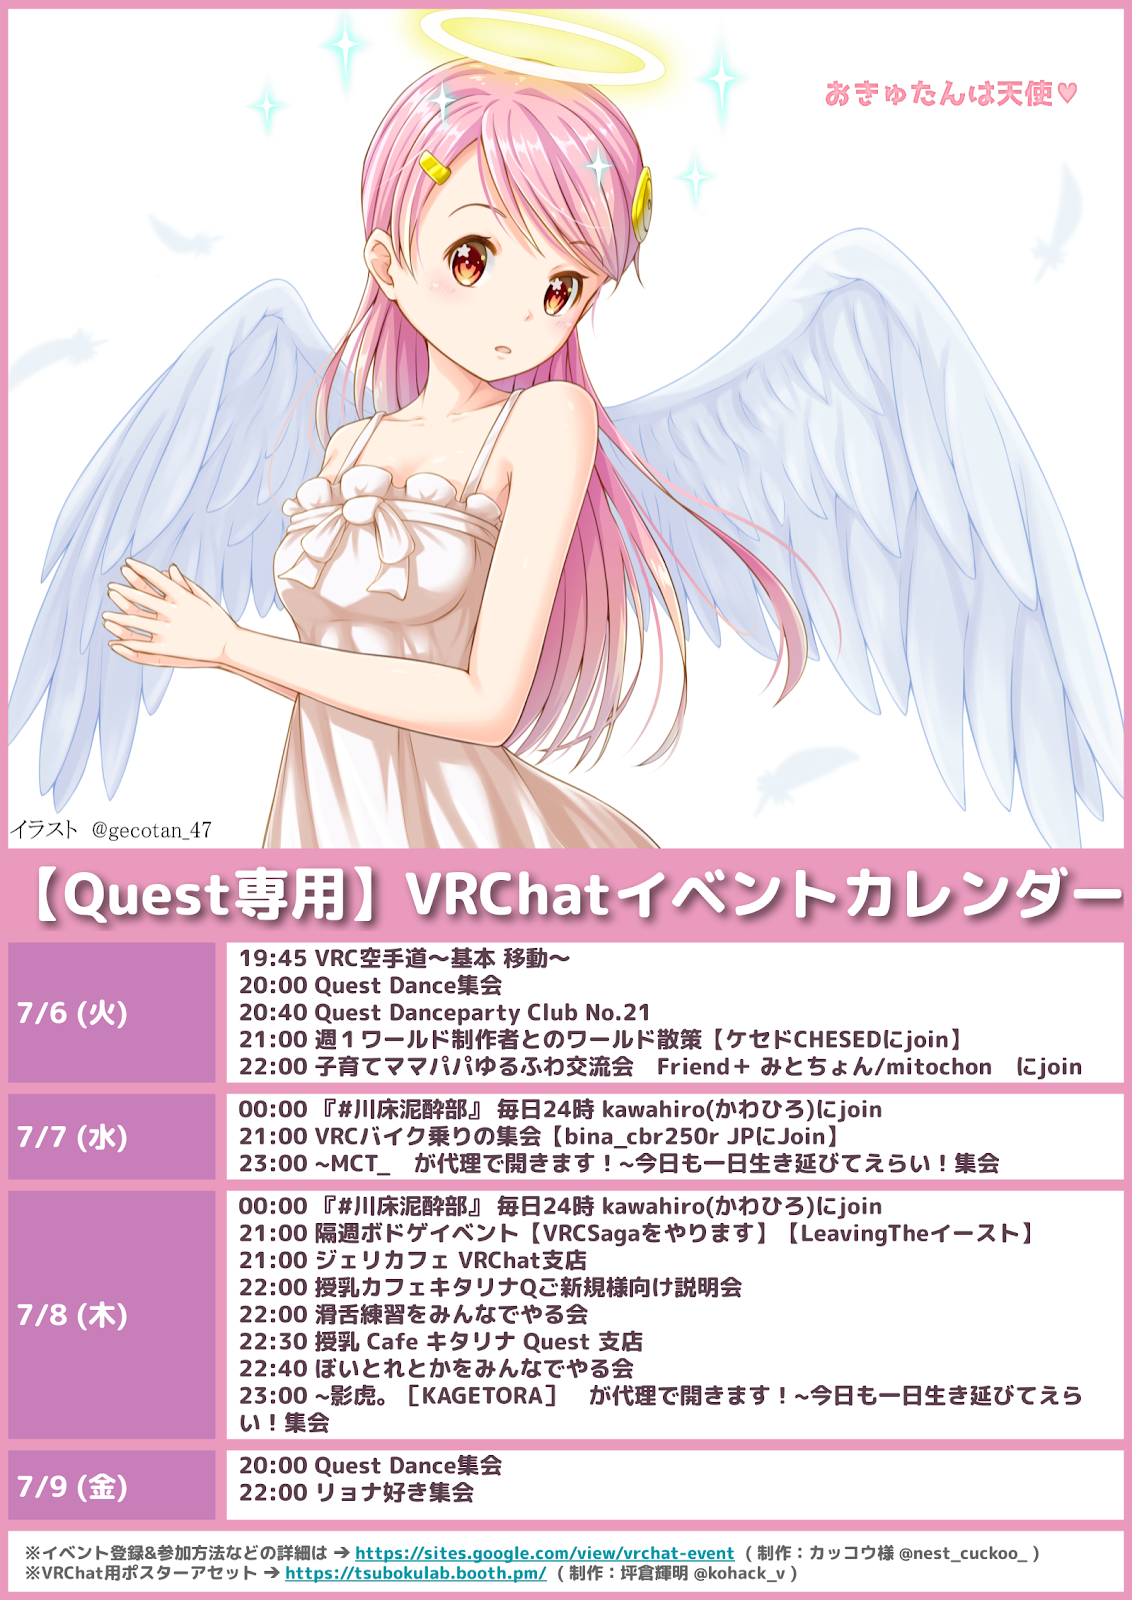 おきゅたんは天使♥
イラスト @gecotan_47
【Quest専用】VRChatイベントカレンダー
7/6 (火)
19:45 VRC空手道～基本 移動～
20:00 Quest Dance集会
20:40 Quest Danceparty Club No.21
21:00 週１ワールド制作者とのワールド散策【ケセドCHESEDにjoin】
22:00 子育てママパパゆるふわ交流会　Friend＋ みとちょん/mitochon　にjoin
7/7 (水)
00:00 『#川床泥酔部』 毎日24時 kawahiro(かわひろ)にjoin
21:00 VRCバイク乗りの集会【bina_cbr250r JPにJoin】
23:00 ~MCT_　が代理で開きます！~今日も一日生き延びてえらい！集会
7/8 (木)
00:00 『#川床泥酔部』 毎日24時 kawahiro(かわひろ)にjoin
21:00 隔週ボドゲイベント【VRCSagaをやります】【LeavingTheイースト】
21:00 ジェリカフェ VRChat支店
22:00 授乳カフェキタリナQご新規様向け説明会
22:00 滑舌練習をみんなでやる会
22:30 授乳 Cafe キタリナ Quest 支店
22:40 ぼいとれとかをみんなでやる会
23:00 ~影虎。［KAGETORA］　が代理で開きます！~今日も一日生き延びてえら
い！集会
7/9 (金)
20:00 Quest Dance集会
22:00 リョナ好き集会
※イベント登録&参加方法などの詳細は ➔ https://sites.google.com/view/vrchat-event ( 制作：カッコウ様 @nest_cuckoo_ )
※VRChat用ポスターアセット ➔ https://tsubokulab.booth.pm/ ( 制作：坪倉輝明 @kohack_v )